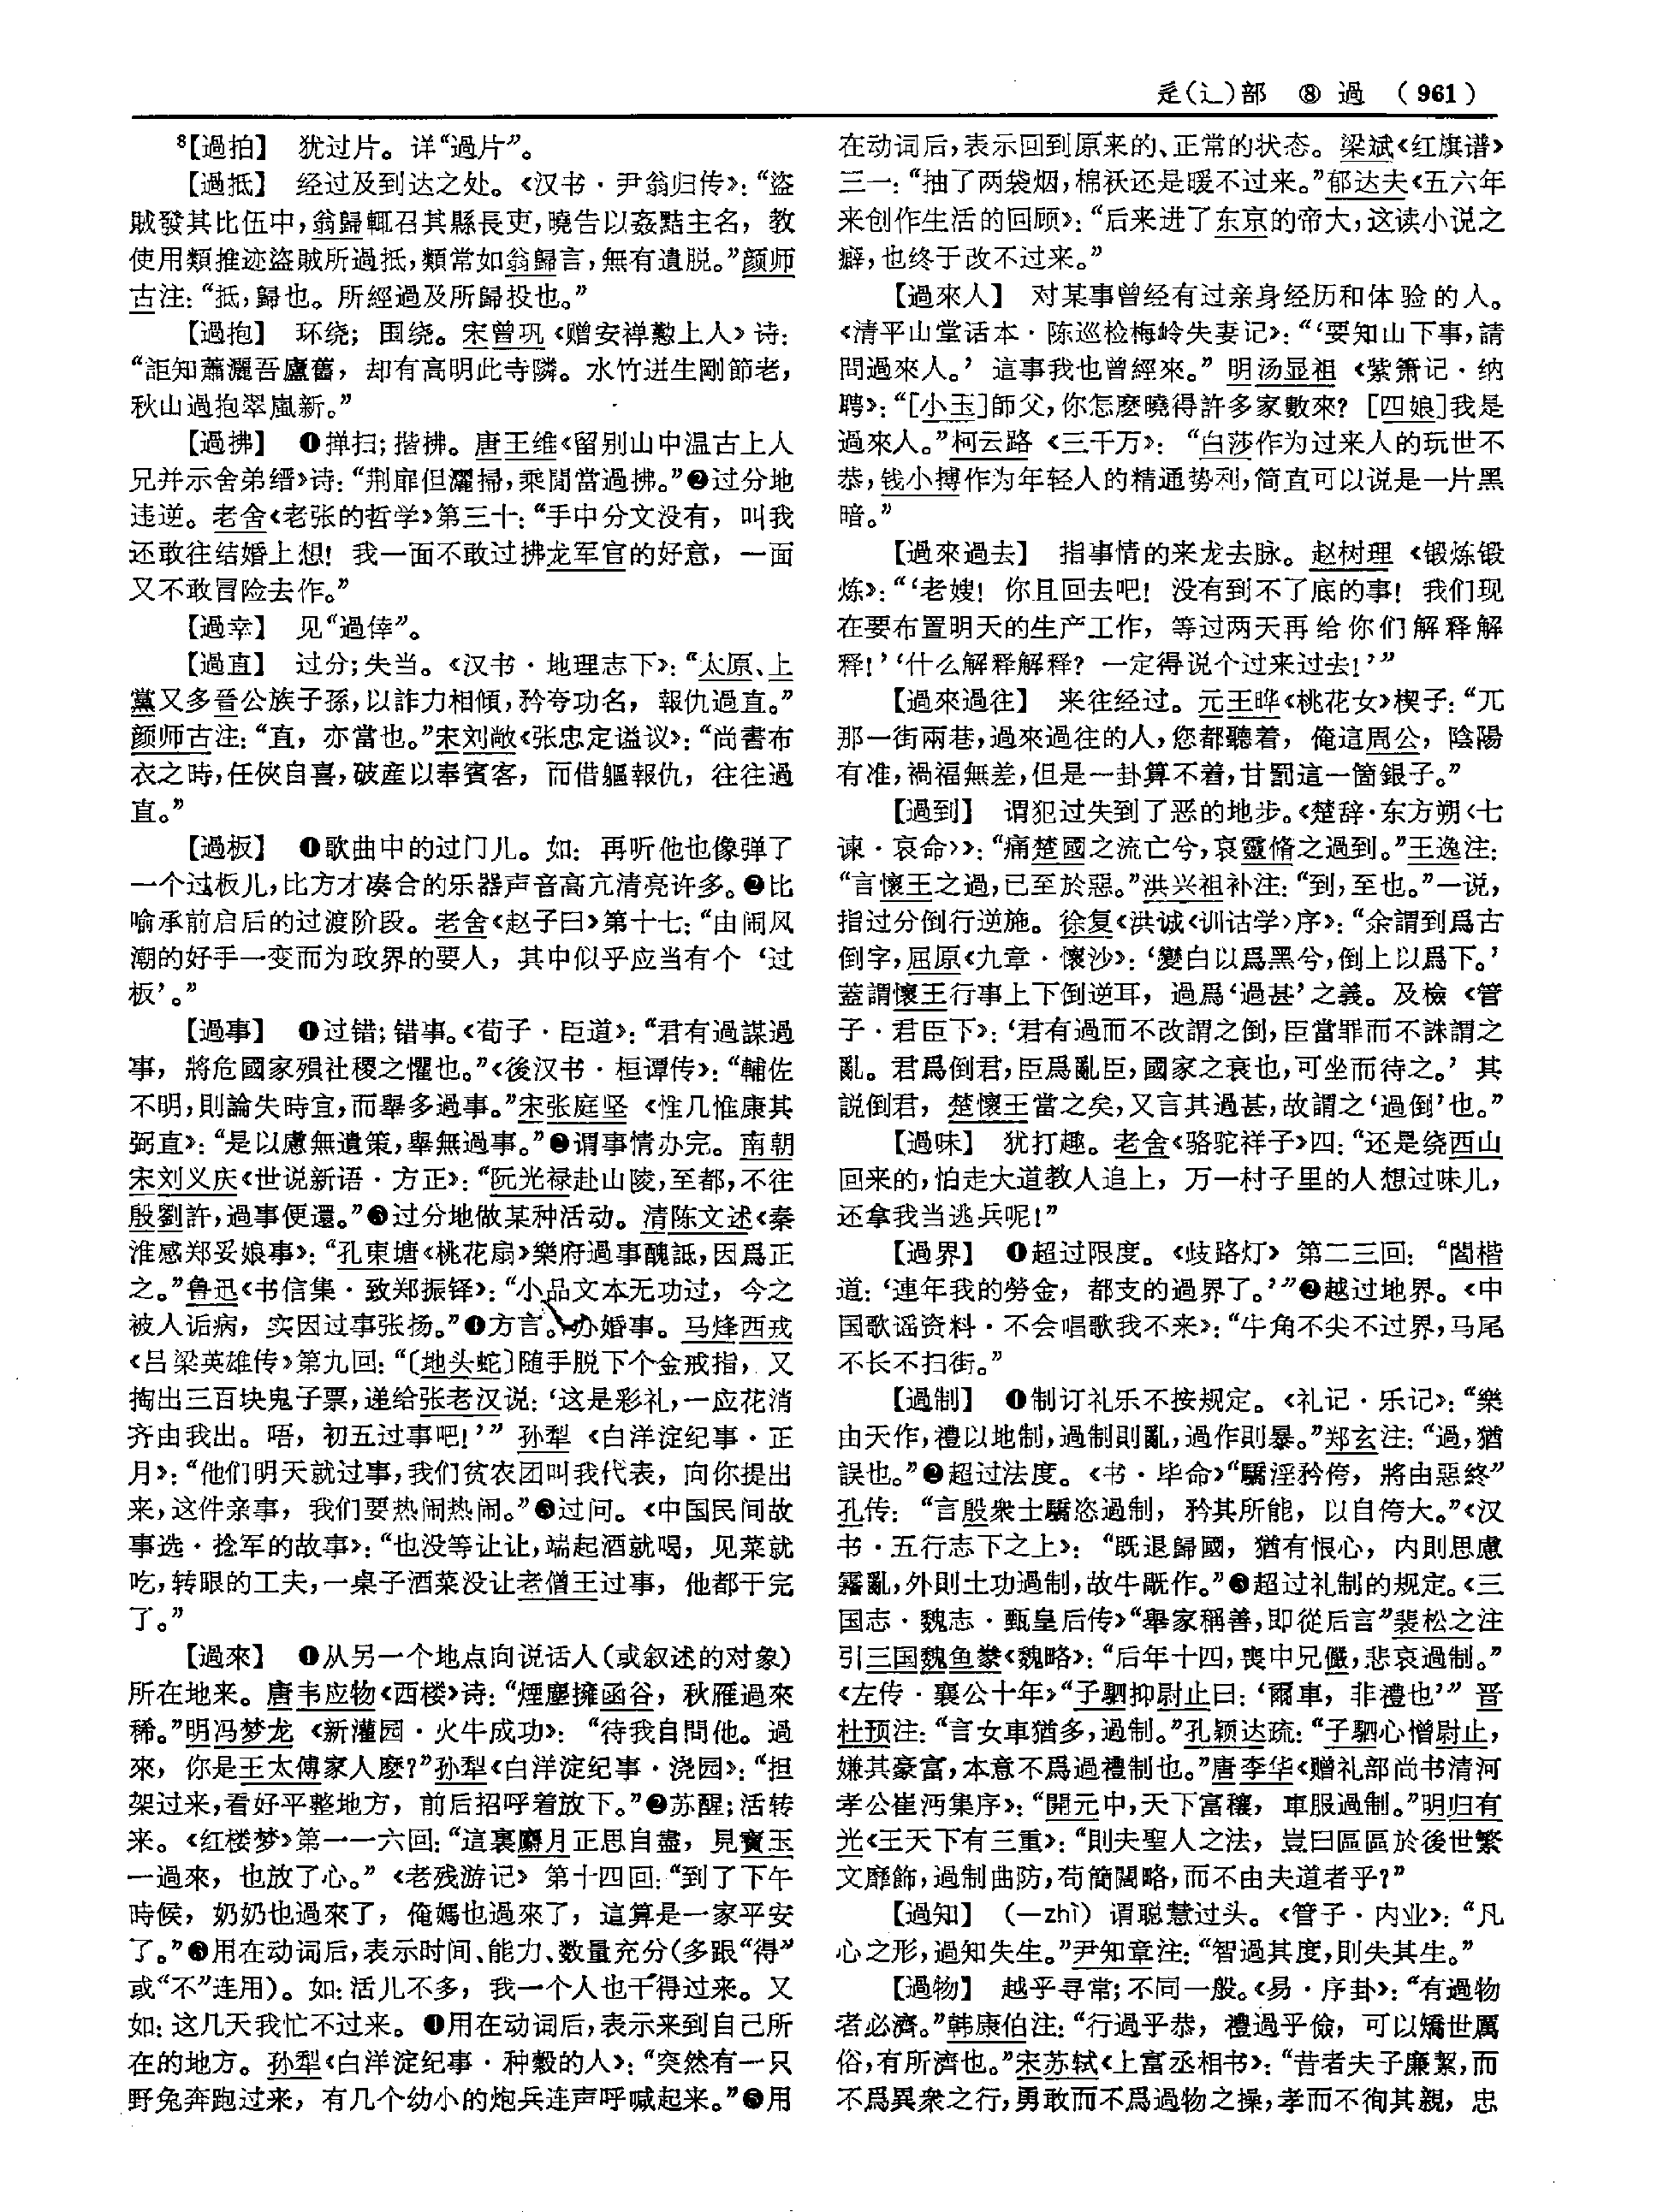 辵(辶)部 ⑧ 過 (961)
⁸【過拍】 犹过片。详“過片”。
【過抵】 经过及到达之处。《汉书·尹翁归传》：“盜
賊發其比伍中，翁歸輒召其縣長吏，曉告以姦黠主名，教
使用類推迹盜賊所過抵，類常如翁歸言，無有遺脱。”颜师
古注：“抵，歸也。所經過及所歸投也。”
【過抱】 环绕；围绕。宋曾巩《赠安禅懃上人》诗：
“詎知蕭灑吾廬舊，却有高明此寺隣。水竹迸生剛節老，
秋山過抱翠嵐新。”
【過拂】 ❶掸扫；揩拂。唐王维《留别山中温古上人
兄并示舍弟缙》诗：“荆扉但灑掃，乘閒當過拂。”❷过分地
违逆。老舍《老张的哲学》第三十：“手中分文没有，叫我
还敢往结婚上想！我一面不敢过拂龙军官的好意，一面
又不敢冒险去作。”
【過幸】 见“過倖”。
【過直】 过分；失当。《汉书·地理志下》：“太原、上
黨又多晋公族子孫，以詐力相傾，矜夸功名，報仇過直。”
颜师古注：“直，亦當也。”宋刘敞《张忠定谥议》：“尚書布
衣之時，任俠自喜，破産以奉賓客，而借軀報仇，往往過
直。”
【過板】 ❶歌曲中的过门儿。如：再听他也像弹了
一个过板儿，比方才凑合的乐器声音高亢清亮许多。❷比
喻承前启后的过渡阶段。老舍《赵子曰》第十七：“由闹风
潮的好手一变而为政界的要人，其中似乎应当有个‘过
板’。”
【過事】 ❶过错；错事。《荀子·臣道》：“君有過謀過
事，將危國家殞社稷之懼也。”《後汉书·桓谭传》：“輔佐
不明，則論失時宜，而舉多過事。”宋张庭坚《惟几惟康其
弼直》：“是以慮無遺策，舉無過事。”❷谓事情办完。南朝
宋刘义庆《世说新语·方正》：“阮光禄赴山陵，至都，不往
殷劉許，過事便還。”❸过分地做某种活动。清陈文述《秦
淮感郑妥娘事》：“孔東塘《桃花扇》樂府過事醜詆，因爲正
之。”鲁迅《书信集·致郑振铎》：“小品文本无功过，今之
被人诟病，实因过事张扬。”❹方言。办婚事。马烽西戎
《吕梁英雄传》第九回：“〔地头蛇〕随手脱下个金戒指，又
掏出三百块鬼子票，递给张老汉说：‘这是彩礼，一应花消
齐由我出。唔，初五过事吧！’”孙犁《白洋淀纪事·正
月》：“他们明天就过事，我们贫农团叫我代表，向你提出
来，这件亲事，我们要热闹热闹。”❺过问。《中国民间故
事选·捻军的故事》：“也没等让让，端起酒就喝，见菜就
吃，转眼的工夫，一桌子酒菜没让老僧王过事，他都干完
了。”
【過來】 ❶从另一个地点向说话人（或叙述的对象）
所在地来。唐韦应物《西楼》诗：“煙塵擁函谷，秋雁過來
稀。”明冯梦龙《新灌园·火牛成功》：“待我自問他。過
來，你是王太傅家人麽？”孙犁《白洋淀纪事·浇园》：“担
架过来，看好平整地方，前后招呼着放下。”❷苏醒；活转
来。《红楼梦》第一一六回：“這裏麝月正思自盡，見寶玉
一過來，也放了心。”《老残游记》第十四回：“到了下午
時候，奶奶也過來了，俺媽也過來了，這算是一家平安
了。”❸用在动词后，表示时间、能力、数量充分（多跟“得”
或“不”连用）。如：活儿不多，我一个人也干得过来。又
如：这几天我忙不过来。❹用在动词后，表示来到自己所
在的地方。孙犁《白洋淀纪事·种穀的人》：“突然有一只
野兔奔跑过来，有几个幼小的炮兵连声呼喊起来。”❺用
在动词后，表示回到原来的、正常的状态。梁斌《红旗谱》
三一：“抽了两袋烟，棉袄还是暖不过来。”郁达夫《五六年
来创作生活的回顾》：“后来进了东京的帝大，这读小说之
癖，也终于改不过来。”
【過來人】 对某事曾经有过亲身经历和体验的人。
《清平山堂话本·陈巡检梅岭失妻记》：“‘要知山下事，請
問過來人。’這事我也曾經來。”明汤显祖《紫箫记·纳
聘》：“[小玉]師父，你怎麽曉得許多家數來？[四娘]我是
過來人。”柯云路《三千万》：“白莎作为过来人的玩世不
恭，钱小搏作为年轻人的精通势利，简直可以说是一片黑
暗。”
【過來過去】 指事情的来龙去脉。赵树理《锻炼锻
炼》：“‘老嫂！你且回去吧！没有到不了底的事！我们现
在要布置明天的生产工作，等过两天再给你们解释解
释！’‘什么解释解释？一定得说个过来过去！’”
【過來過往】 来往经过。元王晔《桃花女》楔子：“兀
那一街兩巷，過來過往的人，您都聽着，俺這周公，陰陽
有准，禍福無差，但是一卦算不着，甘罰這一箇銀子。”
【過到】 谓犯过失到了恶的地步。《楚辞·东方朔〈七
谏·哀命〉》：“痛楚國之流亡兮，哀靈脩之過到。”王逸注：
“言懷王之過，已至於惡。”洪兴祖补注：“到，至也。”一说，
指过分倒行逆施。徐复《洪诚〈训诂学〉序》：“余謂到爲古
倒字，屈原《九章·懷沙》：‘變白以爲黑兮，倒上以爲下。’
蓋謂懷王行事上下倒逆耳，過爲‘過甚’之義。及檢《管
子·君臣下》：‘君有過而不改謂之倒，臣當罪而不誅謂之
亂。君爲倒君，臣爲亂臣，國家之衰也，可坐而待之。’其
説倒君，楚懷王當之矣，又言其過甚，故謂之‘過倒’也。”
【過味】 犹打趣。老舍《骆驼祥子》四：“还是绕西山
回来的，怕走大道教人追上，万一村子里的人想过味儿，
还拿我当逃兵呢！”
【過界】 ❶超过限度。《歧路灯》第二三回：“閻楷
道：‘連年我的勞金，都支的過界了。’”❷越过地界。《中
国歌谣资料·不会唱歌我不来》：“牛角不尖不过界，马尾
不长不扫街。”
【過制】 ❶制订礼乐不按规定。《礼记·乐记》：“樂
由天作，禮以地制，過制則亂，過作則暴。”郑玄注：“過，猶
誤也。”❷超过法度。《书·毕命》“驕淫矜侉，將由惡終”
孔传：“言殷衆士驕恣過制，矜其所能，以自侉大。”《汉
书·五行志下之上》：“既退歸國，猶有恨心，内則思慮
霿亂，外則土功過制，故牛旤作。”❸超过礼制的规定。《三
国志·魏志·甄皇后传》“舉家稱善，即從后言”裴松之注
引三国魏鱼豢《魏略》：“后年十四，喪中兄儼，悲哀過制。”
《左传·襄公十年》“子駟抑尉止曰：‘爾車，非禮也’”晋
杜预注：“言女車猶多，過制。”孔颖达疏：“子駟心憎尉止，
嫌其豪富，本意不爲過禮制也。”唐李华《赠礼部尚书清河
孝公崔沔集序》：“開元中，天下富穰，車服過制。”明归有
光《王天下有三重》：“則夫聖人之法，豈曰區區於後世繁
文靡飾，過制曲防，苟簡闊略，而不由夫道者乎？”
【過知】 （—zhì）谓聪慧过头。《管子·内业》：“凡
心之形，過知失生。”尹知章注：“智過其度，則失其生。”
【過物】 越乎寻常；不同一般。《易·序卦》：“有過物
者必濟。”韩康伯注：“行過乎恭，禮過乎儉，可以矯世厲
俗，有所濟也。”宋苏轼《上富丞相书》：“昔者夫子廉絜，而
不爲異衆之行，勇敢而不爲過物之操，孝而不徇其親，忠